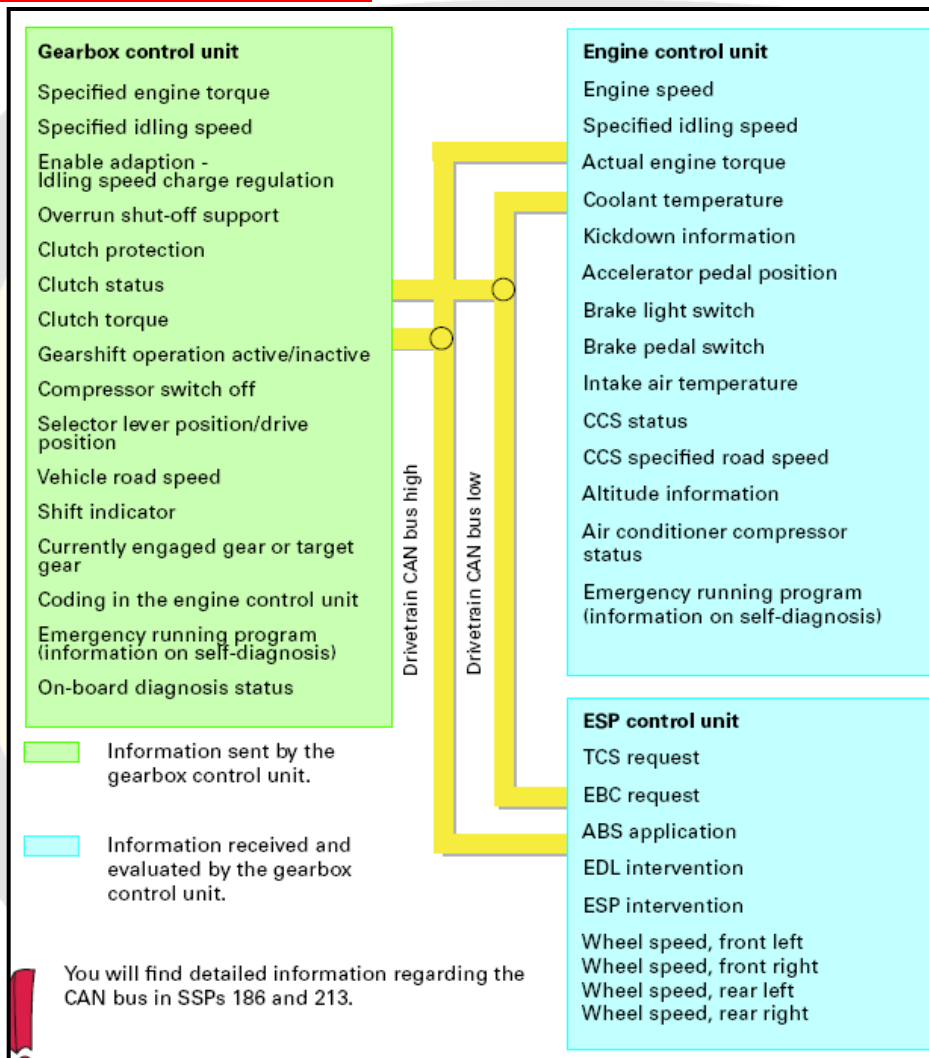 Gearbox control unit
Specified engine torque
Specified idling speed
Enable adaption -
Idling speed charge regulation
Overrun shut-off support
Clutch protection
Clutch status
Clutch torque
Gearshift operation active/inactive
Compressor switch off
Selector lever position/drive
position
Vehicle road speed
Shift indicator
Currently engaged gear or target
gear
Coding in the engine control unit
Emergency running program
(information on self-diagnosis)
On-board diagnosis status
Drivetrain CAN bus high
Drivetrain CAN bus low
Engine control unit
Engine speed
Specified idling speed
Actual engine torque
Coolant temperature
Kickdown information
Accelerator pedal position
Brake light switch
Brake pedal switch
Intake air temperature
CCS status
CCS specified road speed
Altitude information
Air conditioner compressor
status
Emergency running program
(information on self-diagnosis)
ESP control unit
TCS request
EBC request
ABS application
EDL intervention
ESP intervention
Wheel speed, front left
Wheel speed, front right
Wheel speed, rear left
Wheel speed, rear right
Information sent by the
gearbox control unit.
Information received and
evaluated by the gearbox
control unit.
You will find detailed information regarding the
CAN bus in SSPs 186 and 213.